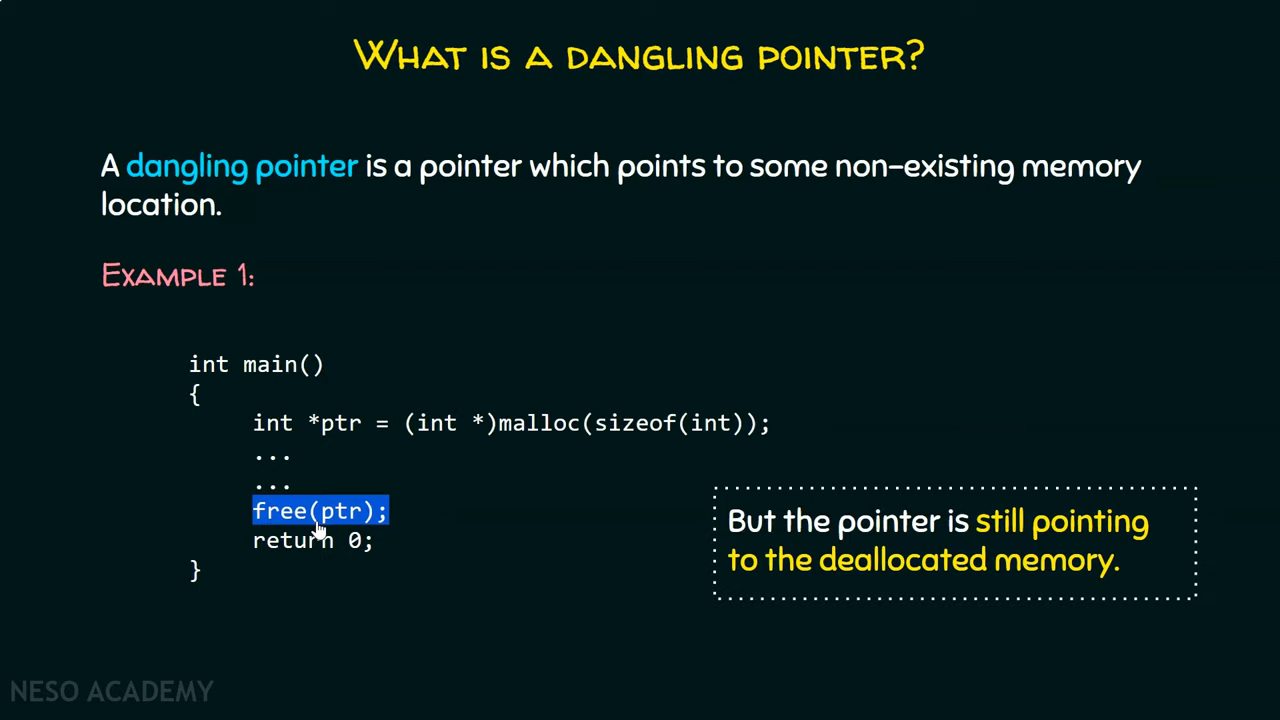 WHAT IS A DANGLING POINTER?
A dangling pointer is a pointer which points to some non-existing memory
location.
EXAMPLE 1:
int main()
{
int *ptr = (int *)malloc(sizeof(int));
...
...
free(ptr);
return 0;
}
But the pointer is still pointing
to the deallocated memory.
NESO ACADEMY